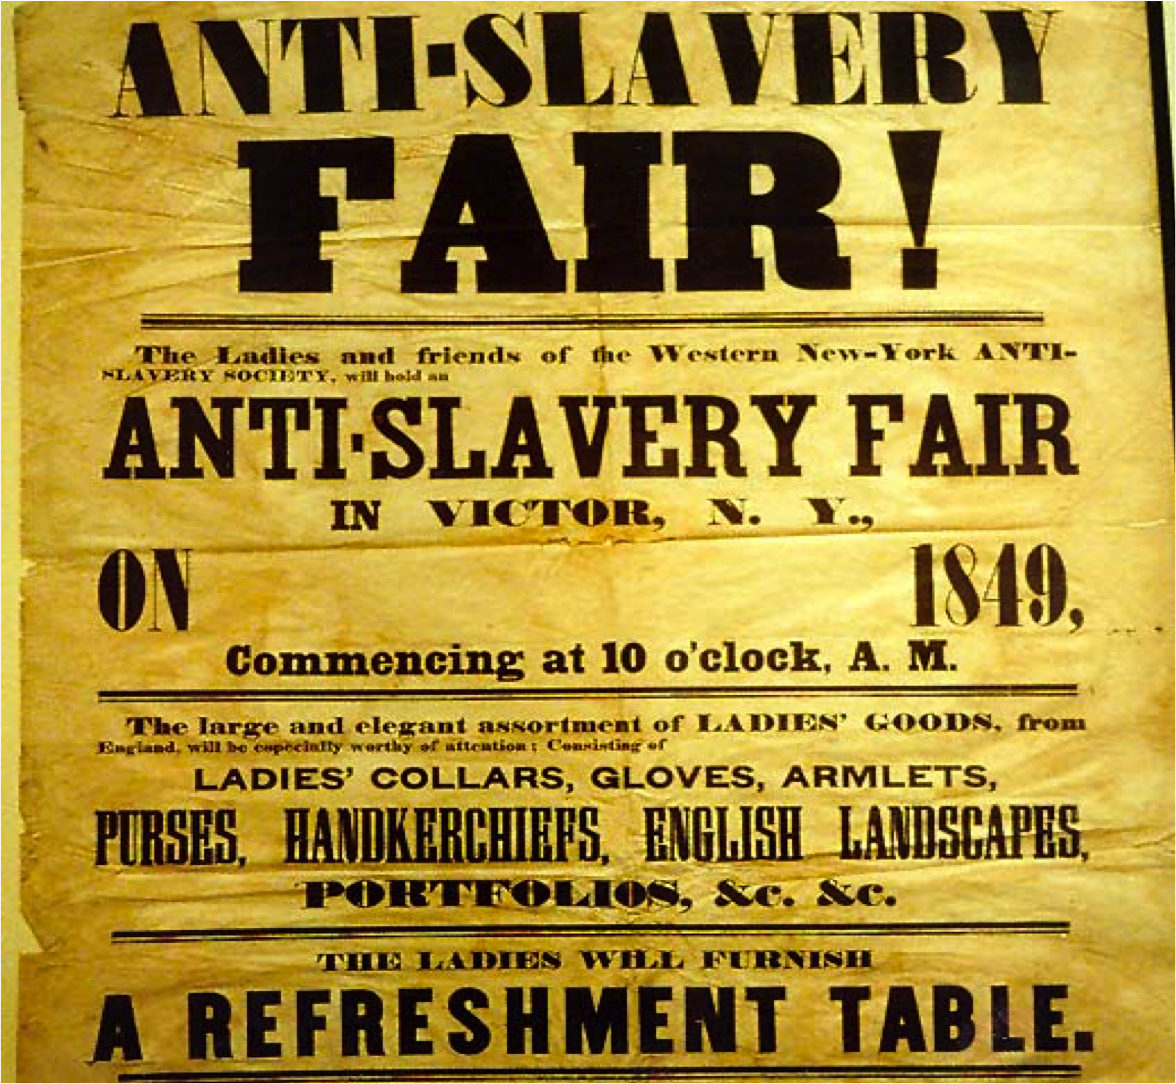 ANTI-SLAVERY
FAIR!
The Ladies and friends of the Western New-York ANTI-
SLAVERY SOCIETY, will hold an
ANTI-SLAVERY FAIR
IN VICTOR, N. Y.,
ON 1849,
Commencing at 10 o'clock, A. M.
The large and elegant assortment of LADIES' GOODS, from
England, will be especially worthy of attention; Consisting of
LADIES' COLLARS, GLOVES, ARMLETS,
PURSES, HANDKERCHIEFS, ENGLISH LANDSCAPES,
PORTFOLIOS, &c. &c.
THE LADIES WILL FURNISH
A REFRESHMENT TABLE.